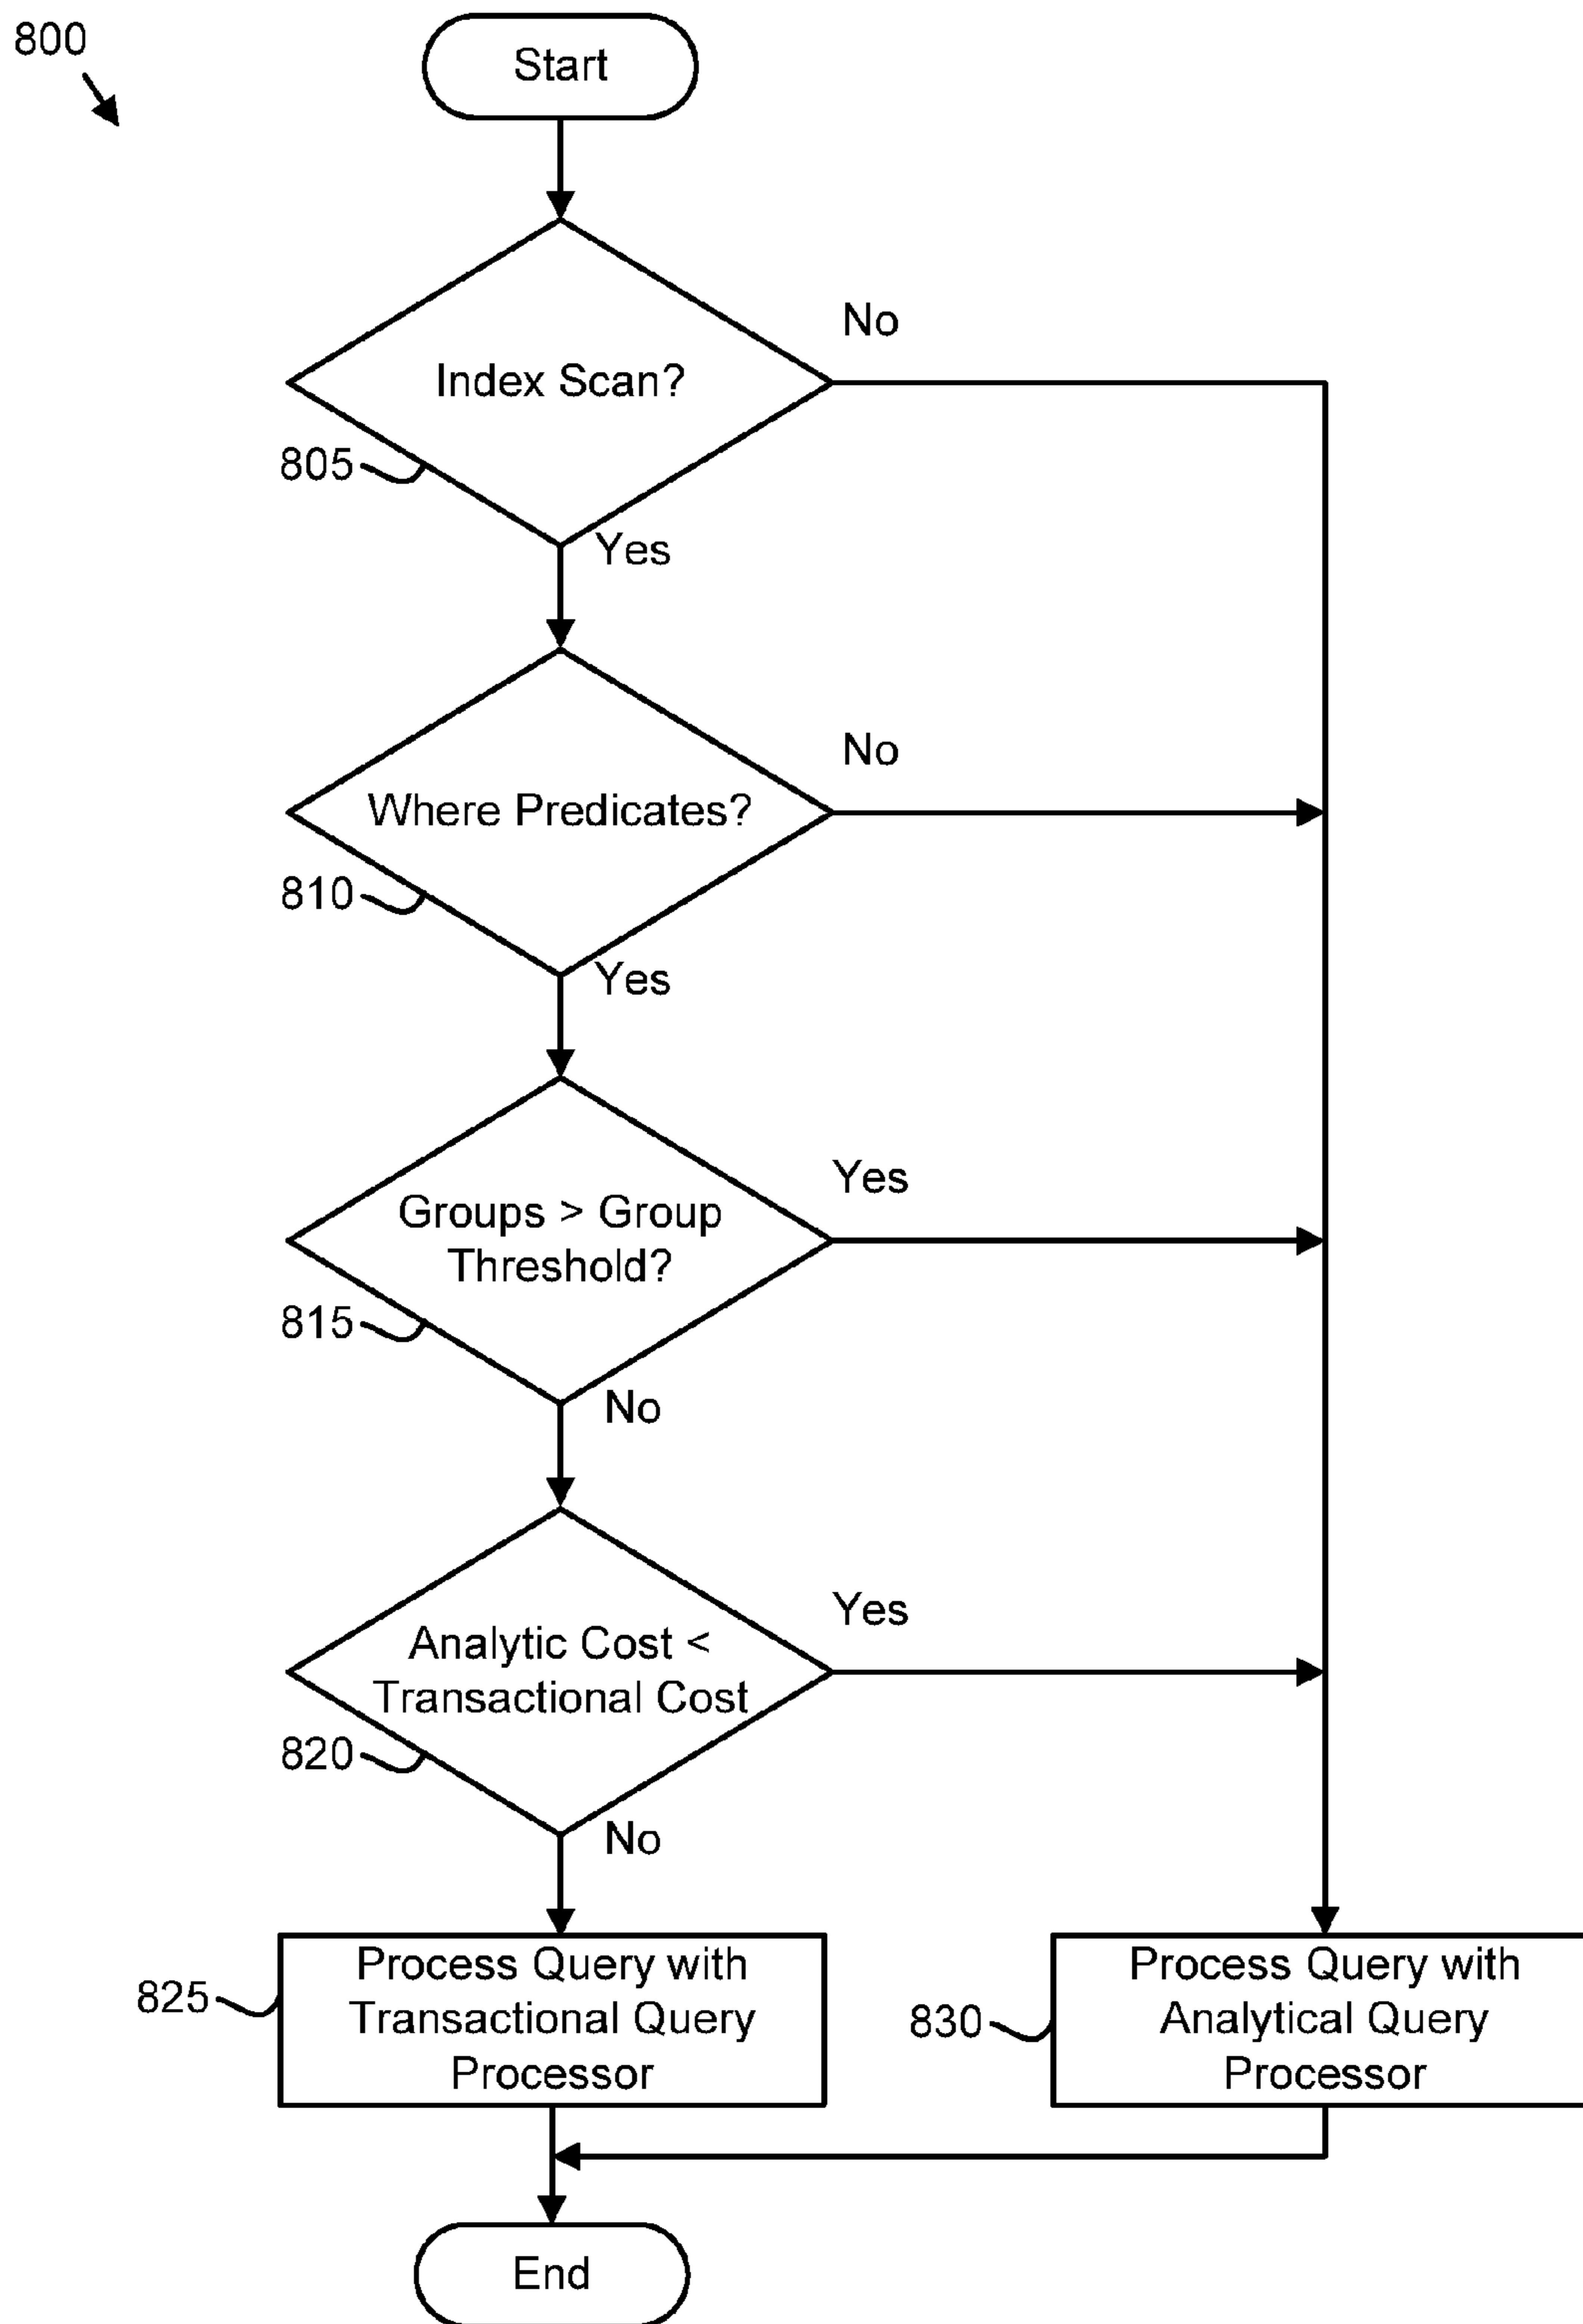 800
Start
Index Scan?
No
805
Yes
Where Predicates?
No
810
Yes
Groups > Group
Threshold?
Yes
815
No
Analytic Cost <
Transactional Cost
Yes
820
No
825
Process Query with
Transactional Query
Processor
830
Process Query with
Analytical Query
Processor
End